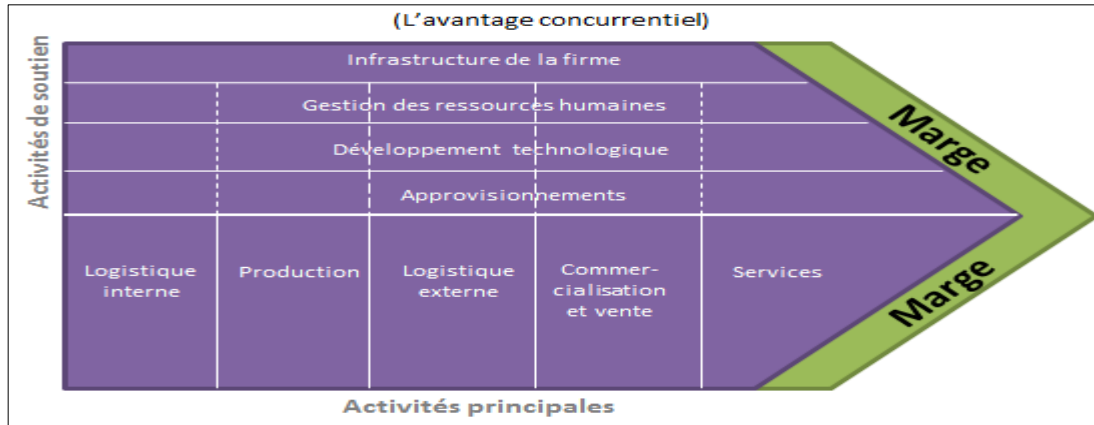 (L'avantage concurrentiel)
Activités de soutien
Infrastructure de la firme
Gestion des ressources humaines
Développement technologique
Approvisionnements
Marge
Logistique
interne
Production
Logistique
externe
Commer-
cialisation
et vente
Services
Marge
Activités principales